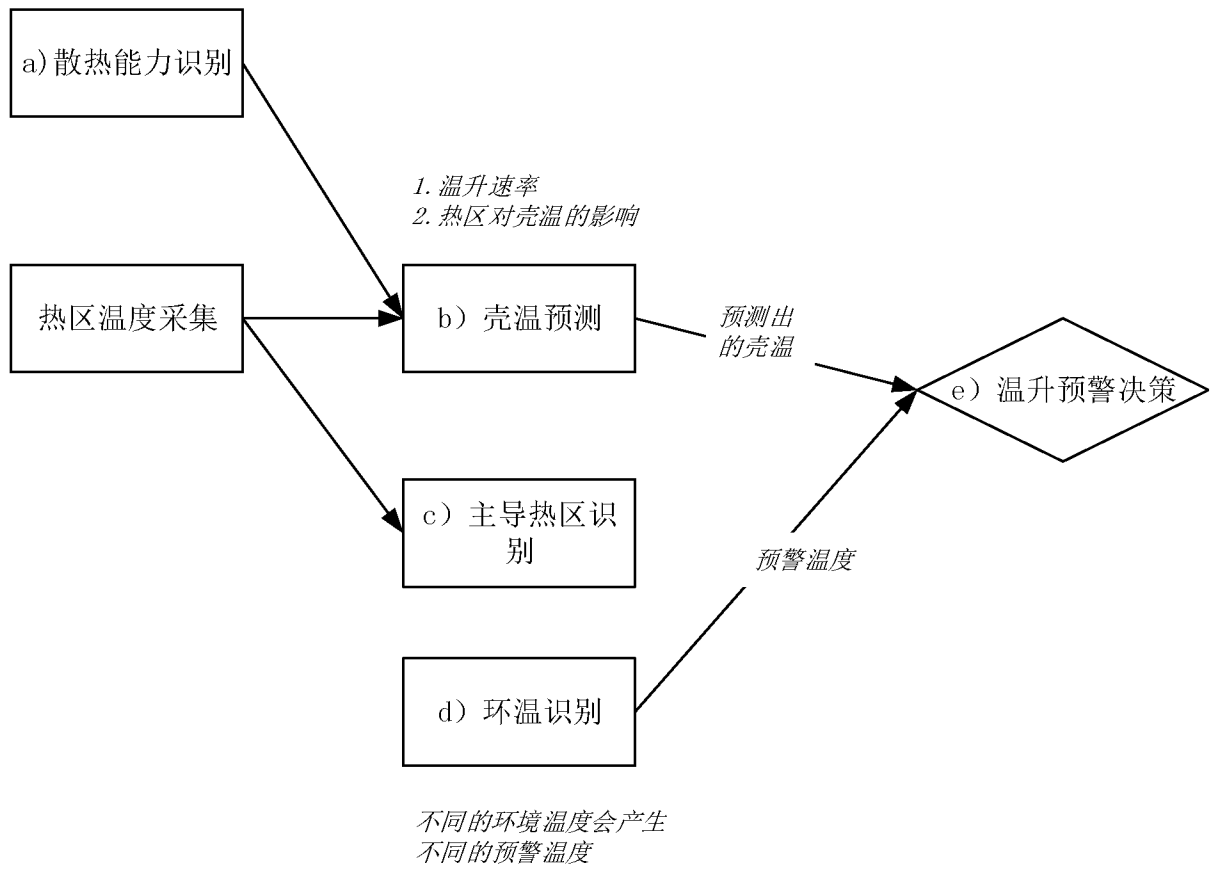 a)散热能力识别
1.温升速率
2.热区对壳温的影响
热区温度采集
b）壳温预测
预测出
的壳温
e）温升预警决策
c）主导热区识
别
预警温度
d）环温识别
不同的环境温度会产生
不同的预警温度